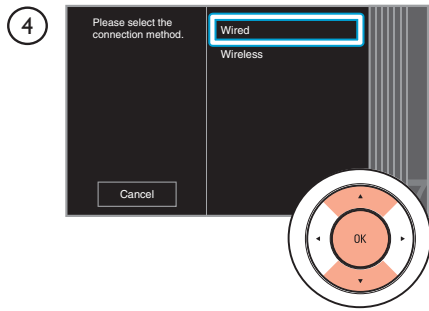 4
Please select the
connection method.
Wired
Wireless
Cancel
OK